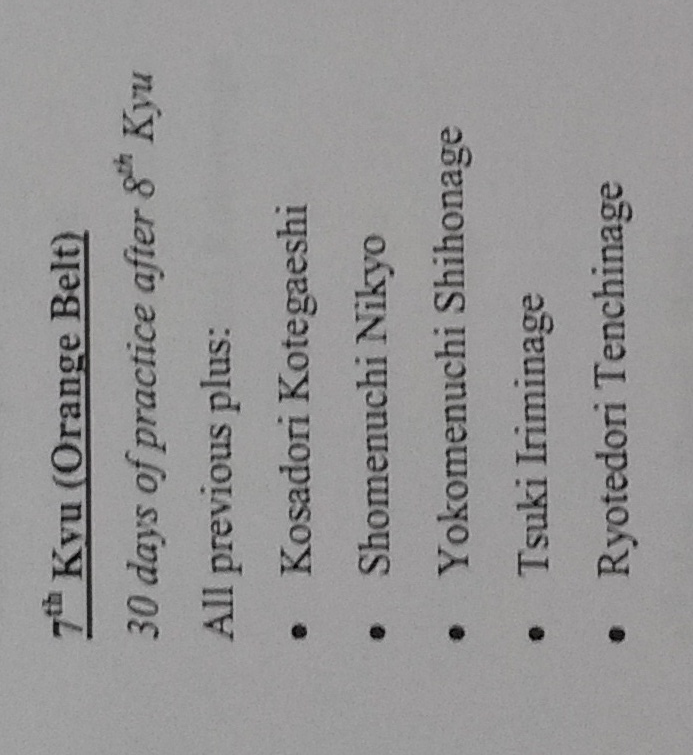 7th Kyu (Orange Belt)
30 days of practice after 8th Kyu
All previous plus:
• Kosadori Kotegaeshi
• Shomenuchi Nikyo
• Yokomenuchi Shihonage
• Tsuki Iriminage
• Ryotedori Tenchinage